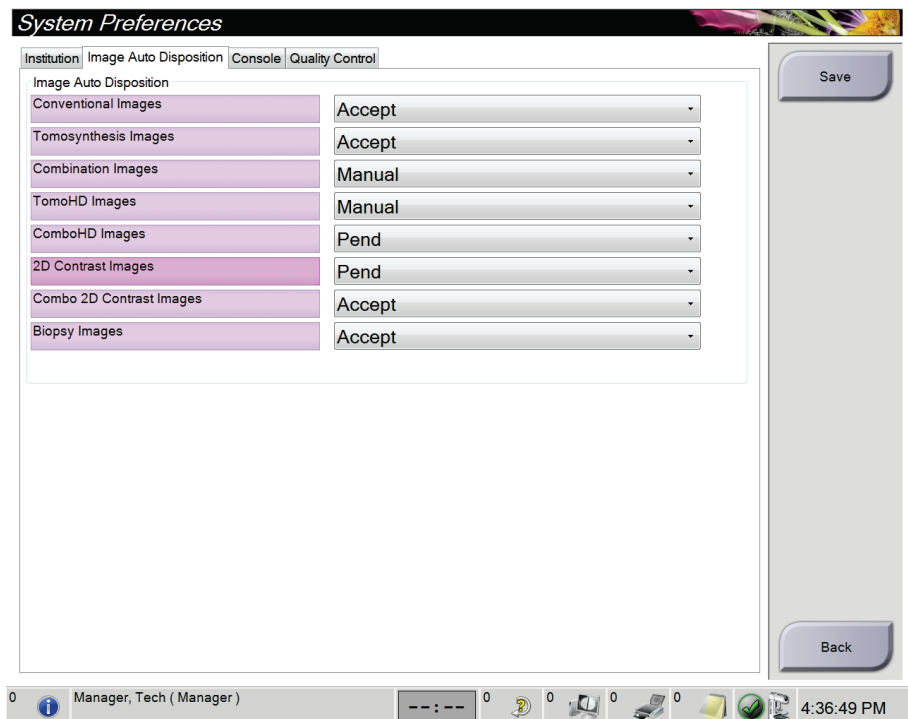 System Preferences
Institution Image Auto Disposition Console Quality Control
Save
Image Auto Disposition
Conventional Images Accept
Tomosynthesis Images Accept
Combination Images Manual
TomoHD Images Manual
ComboHD Images Pend
2D Contrast Images Pend
Combo 2D Contrast Images Accept
Biopsy Images Accept
Back
0 Manager, Tech ( Manager ) --:-- 0 0 0 0 4:36:49 PM